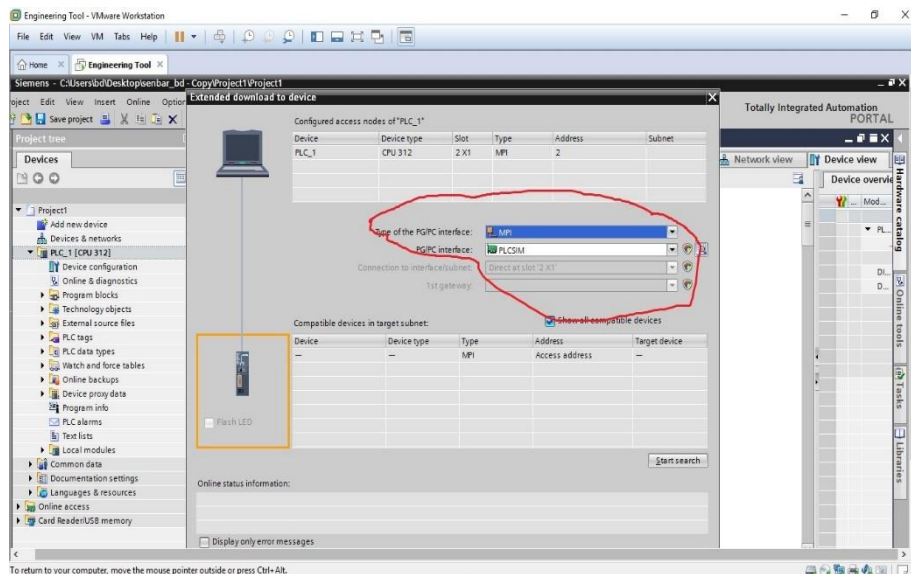 Engineering Tool - VMware Workstation
File Edit View VM Tabs Help
Home × Engineering Tool ×
Siemens - C:\Users\bd\Desktop\senbar_bd - Copy\Project1\Project1
oject Edit View Insert Online Option
Save project
Totally Integrated Automation
PORTAL
Project tree
Devices
Project1
Add new device
Devices & networks
PLC_1 [CPU 312]
Device configuration
Online & diagnostics
Program blocks
Technology objects
External source files
PLC tags
PLC data types
Watch and force tables
Online backups
Device proxy data
Program info
PLC alarms
Text lists
Local modules
Common data
Documentation settings
Languages & resources
Online access
Card Reader/USB memory
Extended download to device
Configured access nodes of "PLC_1"
Device Device type Slot Type Address Subnet
PLC_1 CPU 312 2 X1 MPI 2
Type of the PG/PC interface: MPI
PG/PC interface: PLCSIM
Connection to interface/subnet: Direct at slot '2 X1'
1st gateway:
Compatible devices in target subnet: Show all compatible devices
Device Device type Type Address Target device
— — MPI Access address —
Flash LED
Start search
Online status information:
Display only error messages
Network view Device view
Device overvie
... Mod...
PL...
DI...
D...
Hardware catalog
Online tools
Tasks
Libraries
To return to your computer, move the mouse pointer outside or press Ctrl+Alt.